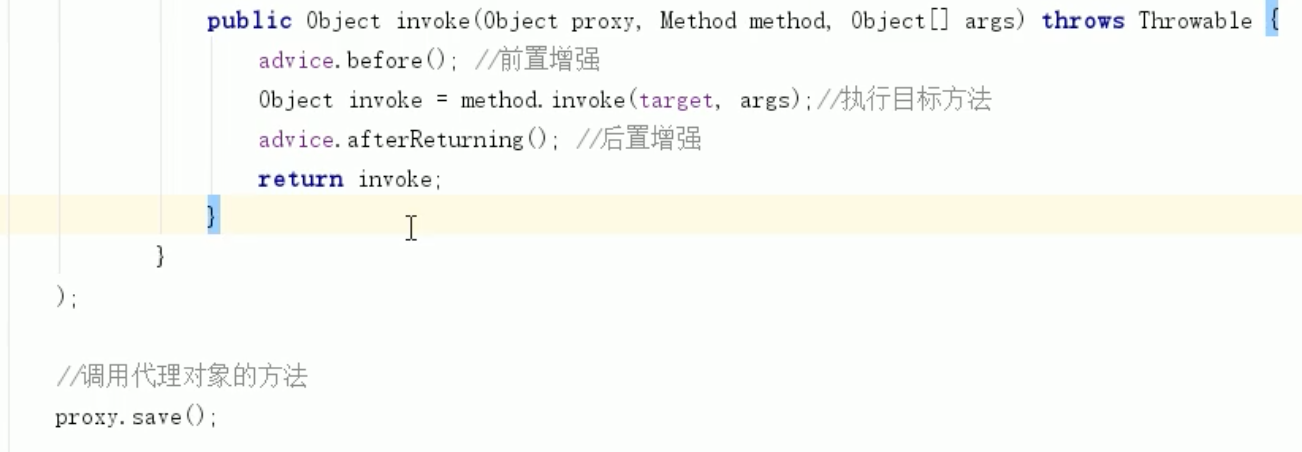 public Object invoke(Object proxy, Method method, Object[] args) throws Throwable {
advice.before(); //前置增强
Object invoke = method.invoke(target, args);//执行目标方法
advice.afterReturning(); //后置增强
return invoke;
}
}
);
//调用代理对象的方法
proxy.save();